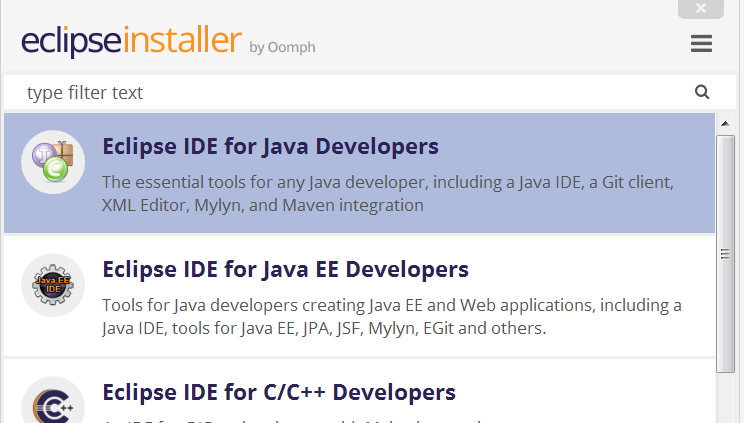 eclipseinstaller by Oomph
type filter text
Eclipse IDE for Java Developers
The essential tools for any Java developer, including a Java IDE, a Git client,
XML Editor, Mylyn, and Maven integration
Java EE
IDE
Eclipse IDE for Java EE Developers
Tools for Java developers creating Java EE and Web applications, including a
Java IDE, tools for Java EE, JPA, JSF, Mylyn, EGit and others.
C++
Eclipse IDE for C/C++ Developers